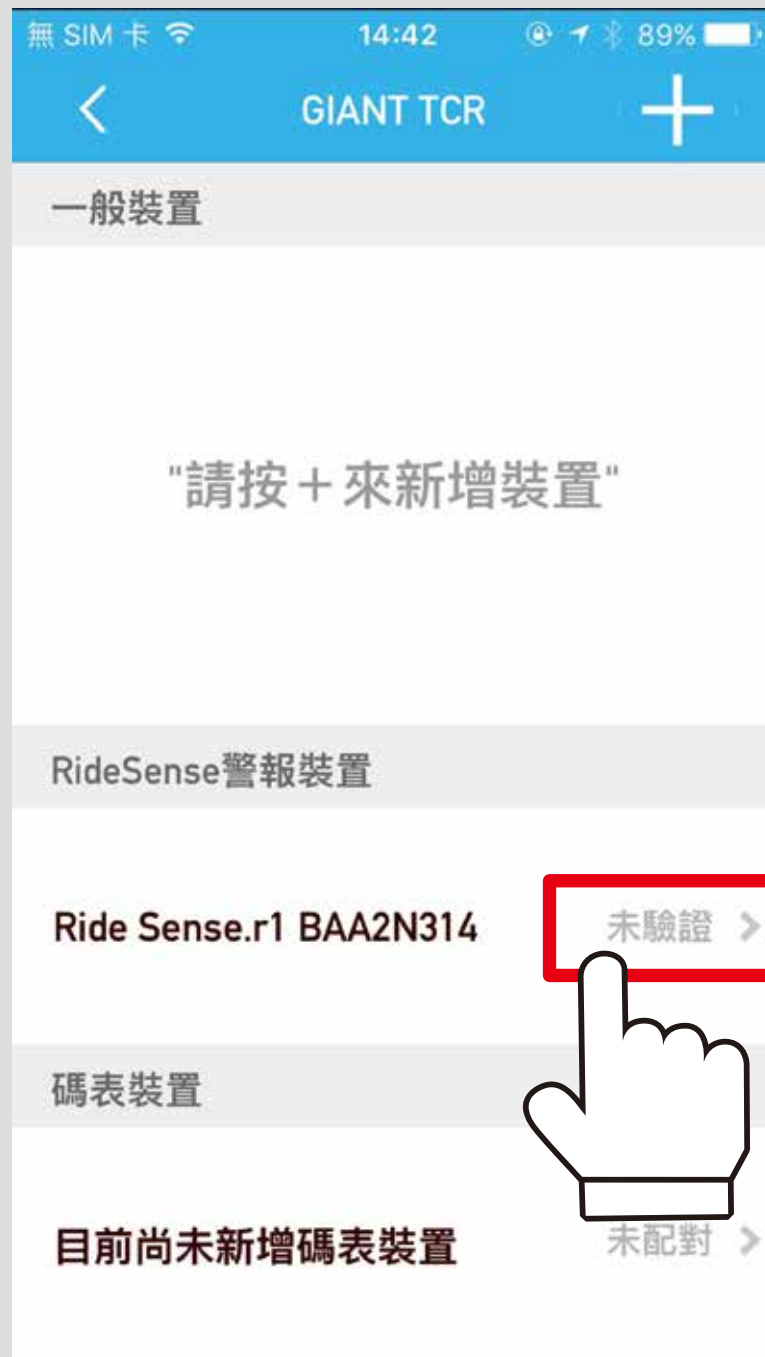 無 SIM 卡 14:42 89%
GIANT TCR
一般裝置
"請按＋來新增裝置"
RideSense警報裝置
Ride Sense.r1 BAA2N314 未驗證
碼表裝置
目前尚未新增碼表裝置 未配對